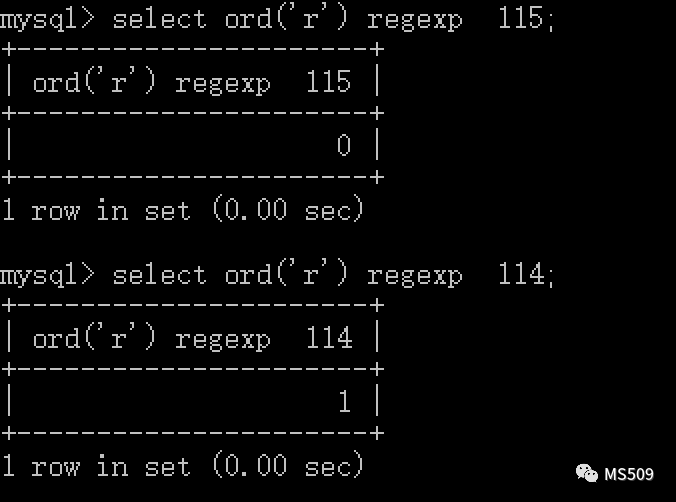 mysql> select ord('r') regexp  115;
+----------------------+
| ord('r') regexp  115 |
+----------------------+
|                    0 |
+----------------------+
1 row in set (0.00 sec)
mysql> select ord('r') regexp  114;
+----------------------+
| ord('r') regexp  114 |
+----------------------+
|                    1 |
+----------------------+
1 row in set (0.00 sec)
MS509